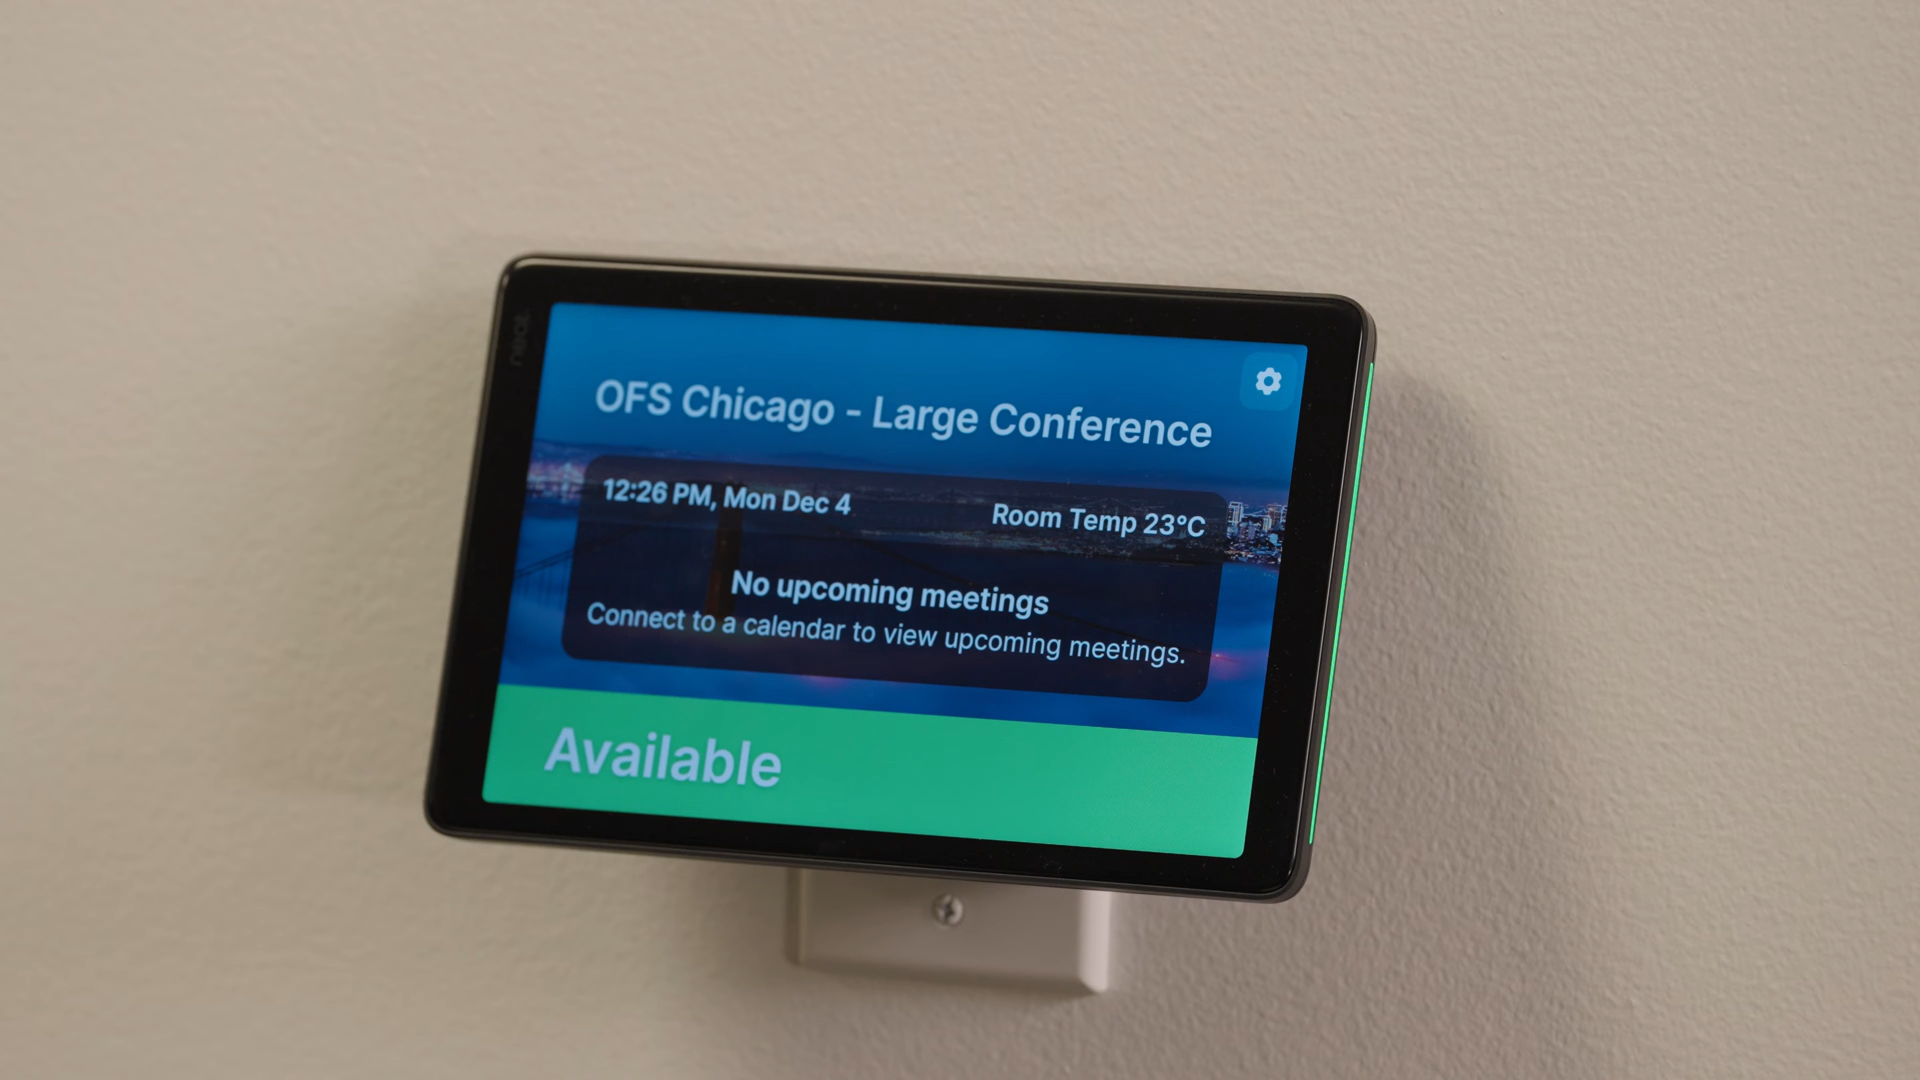 neat.
OFS Chicago - Large Conference
12:26 PM, Mon Dec 4
Room Temp 23°C
No upcoming meetings
Connect to a calendar to view upcoming meetings.
Available